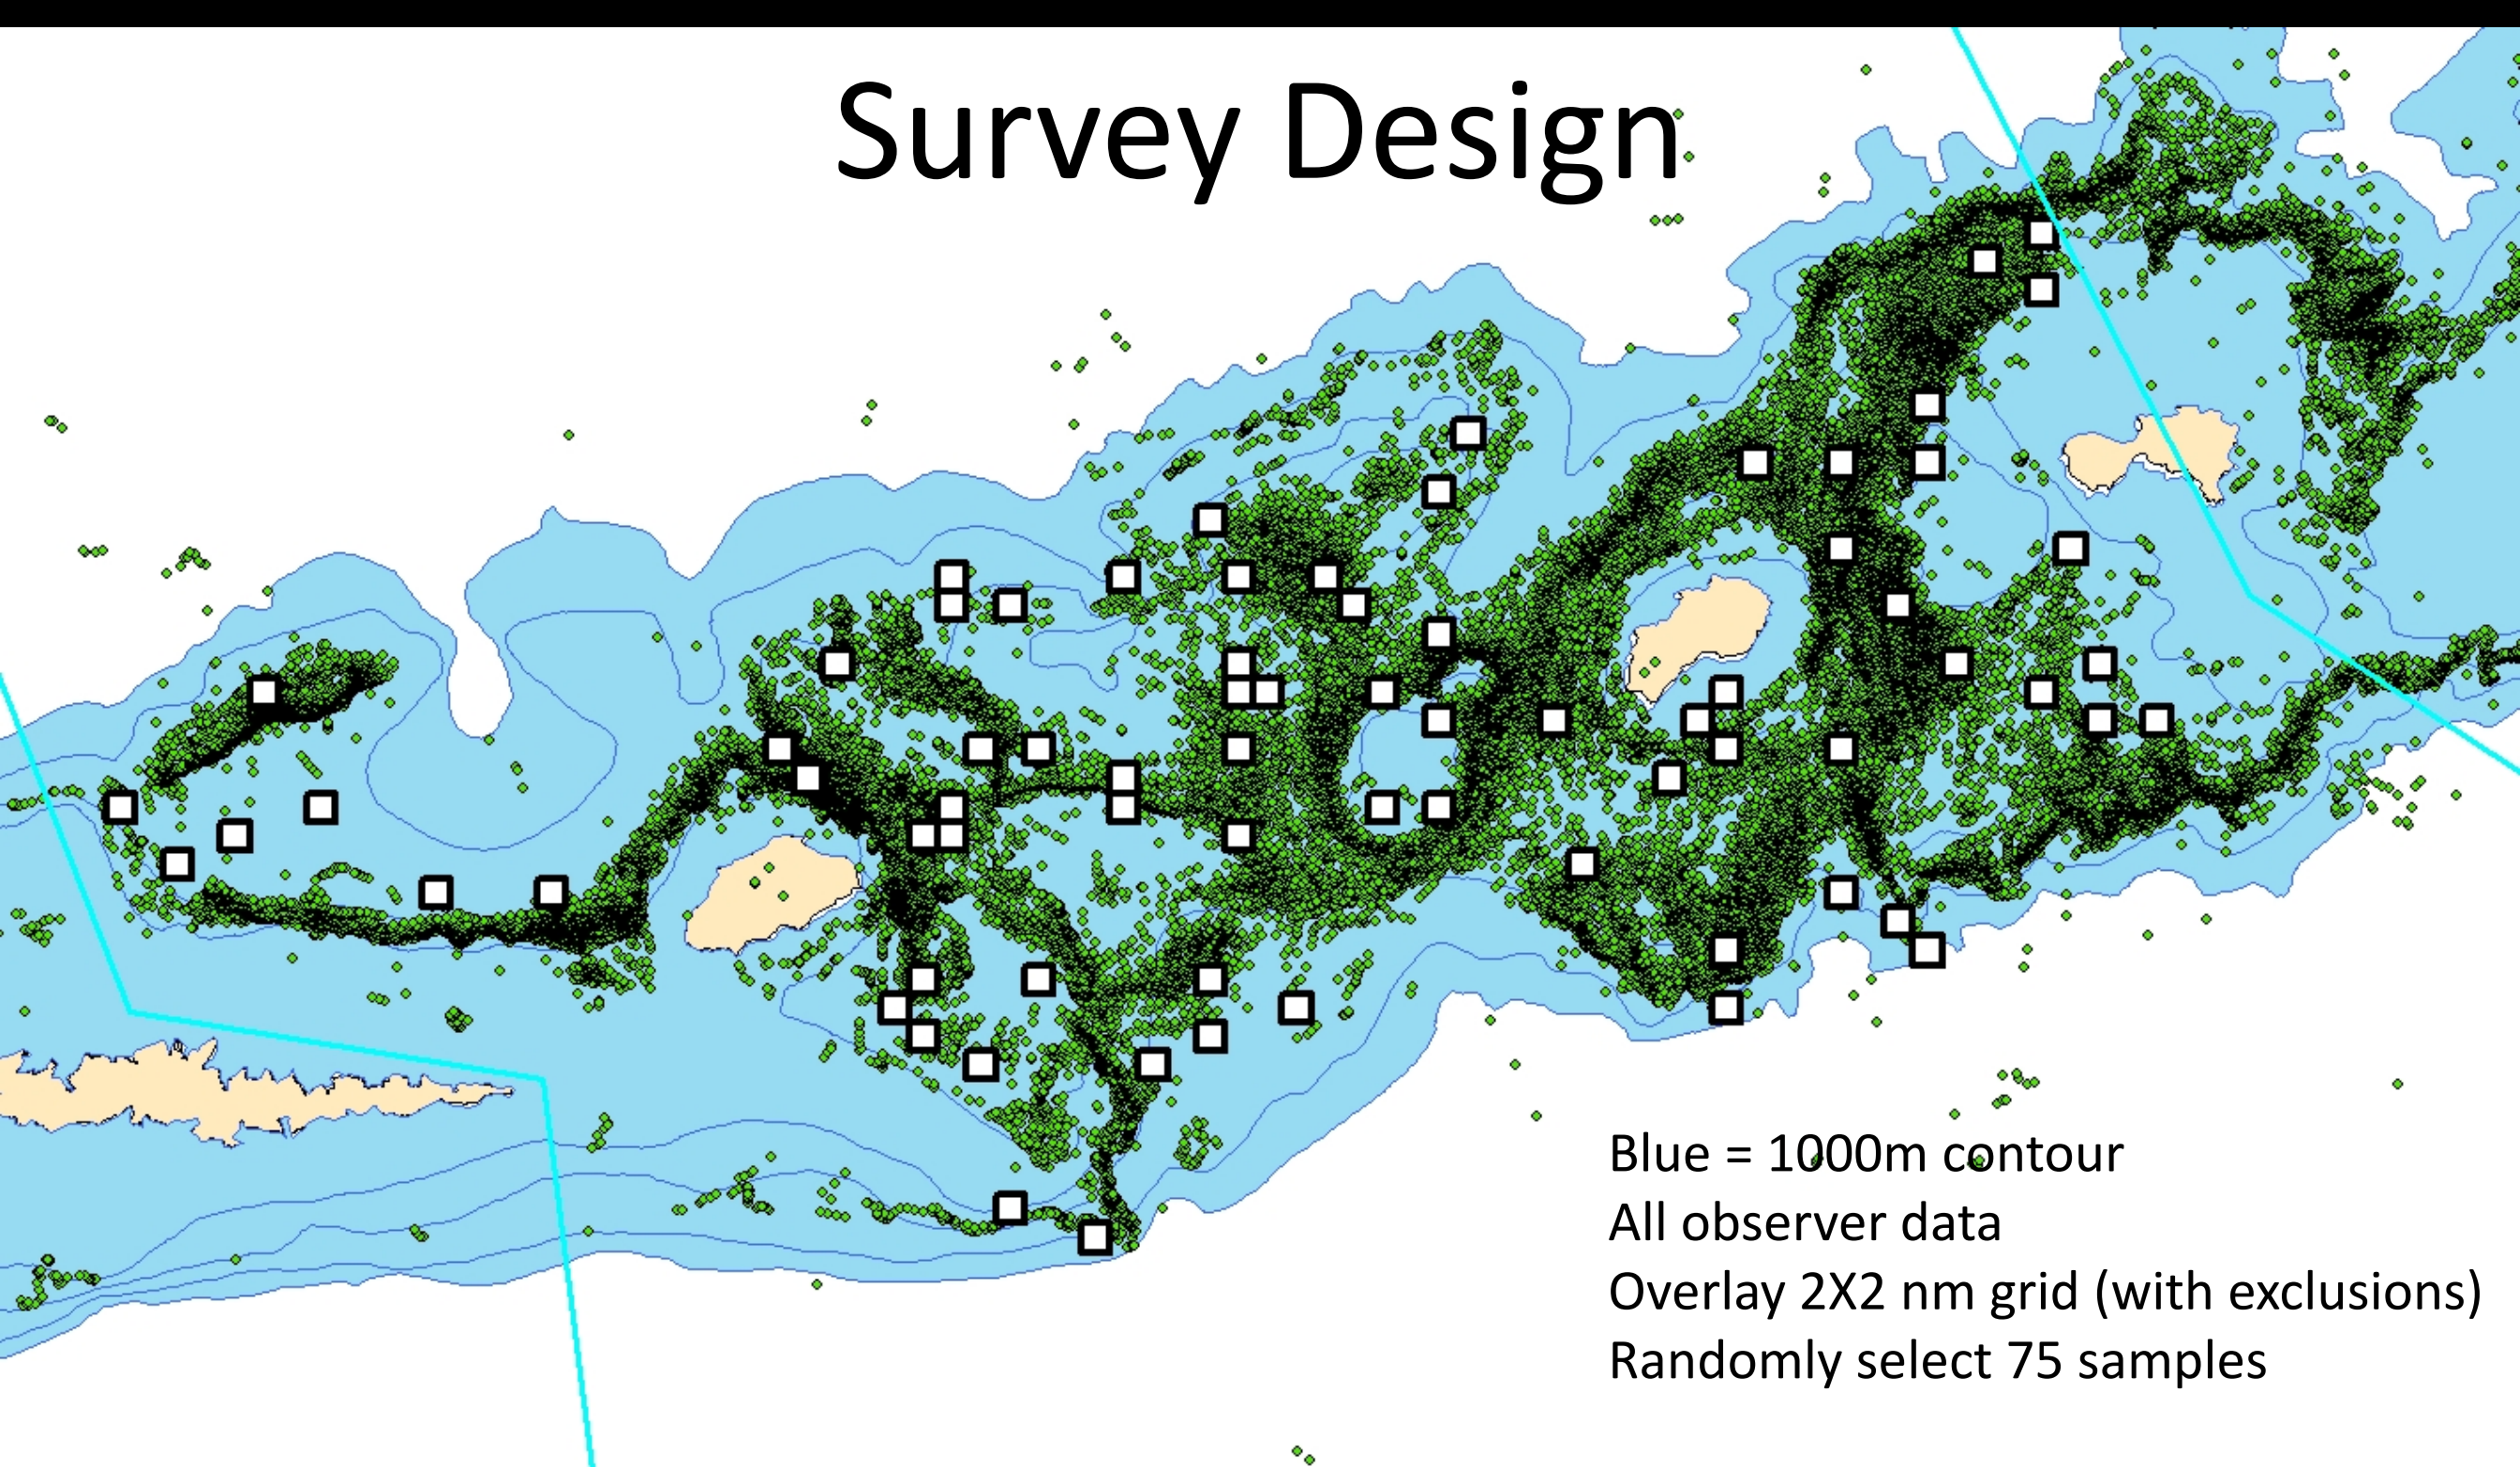 Survey Design
Blue = 1000m contour
All observer data
Overlay 2X2 nm grid (with exclusions)
Randomly select 75 samples